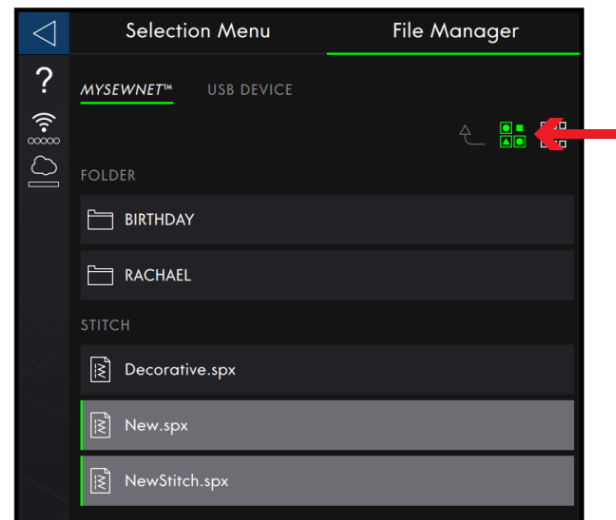 Selection Menu
File Manager
?
MYSEWNET™
USB DEVICE
FOLDER
BIRTHDAY
RACHAEL
STITCH
Decorative.spx
New.spx
NewStitch.spx